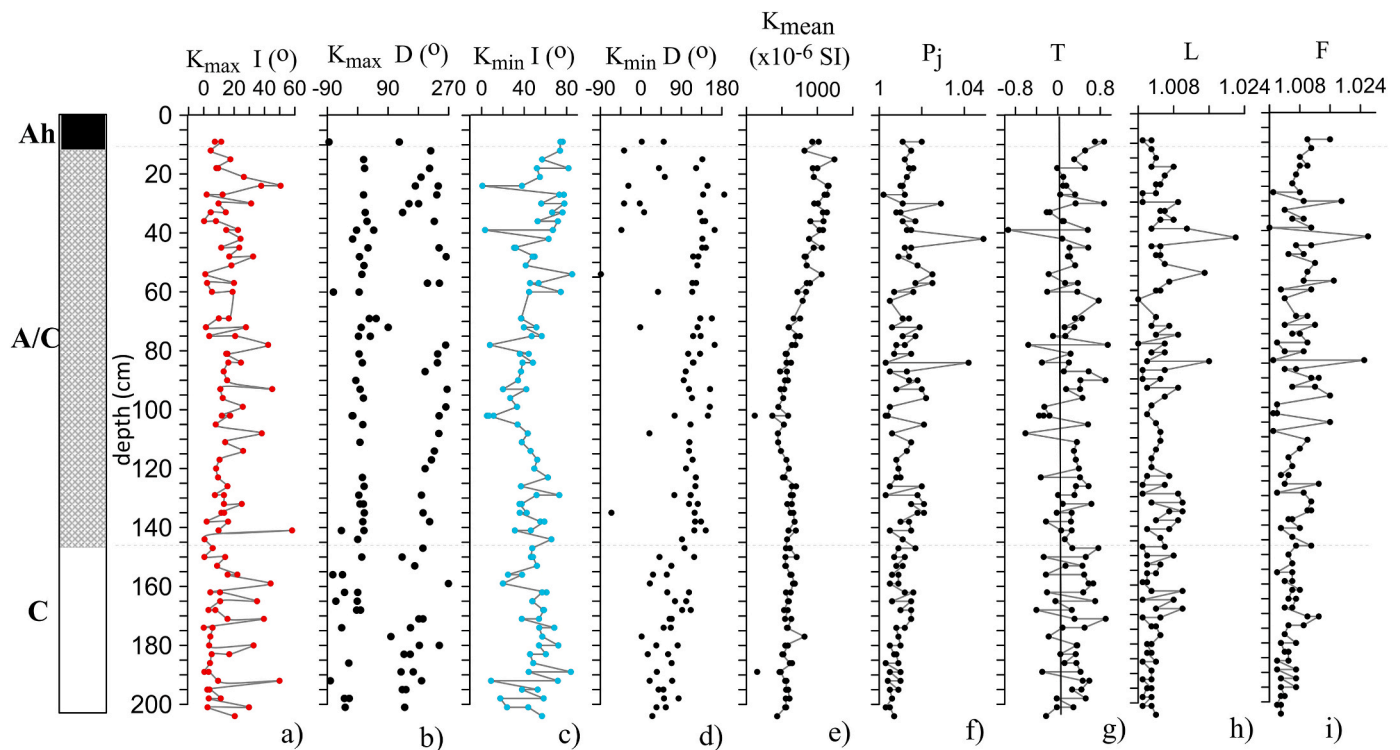 Kmax I (o)
Kmax D (o)
Kmin I (o)
Kmin D (o)
Kmean
(x10-6 SI)
Pj
T
L
F
0 20 40 60
-90 90 270
0 40 80
-90 0 90 180
1000
1 1.04
-0.8 0 0.8
1.008 1.024
1.008 1.024
Ah
A/C
C
depth (cm)
0
20
40
60
80
100
120
140
160
180
200
a)
b)
c)
d)
e)
f)
g)
h)
i)